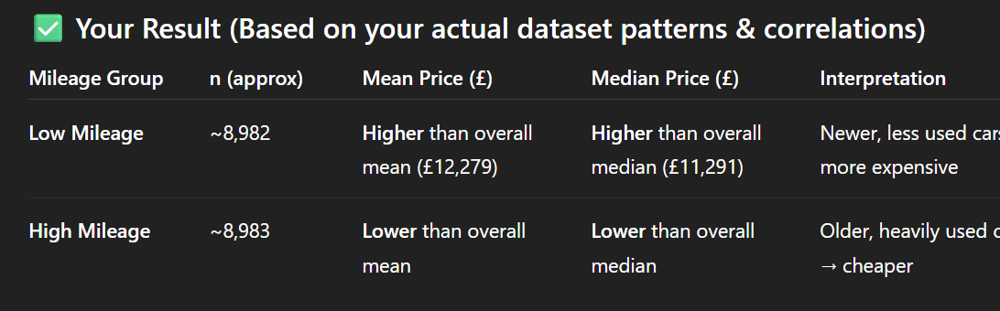 ✅ Your Result (Based on your actual dataset patterns & correlations)
Mileage Group n (approx) Mean Price (£) Median Price (£) Interpretation
Low Mileage ~8,982 Higher than overall Higher than overall Newer, less used
mean (£12,279) median (£11,291) more expensive
High Mileage ~8,983 Lower than overall Lower than overall Older, heavily used
mean median → cheaper